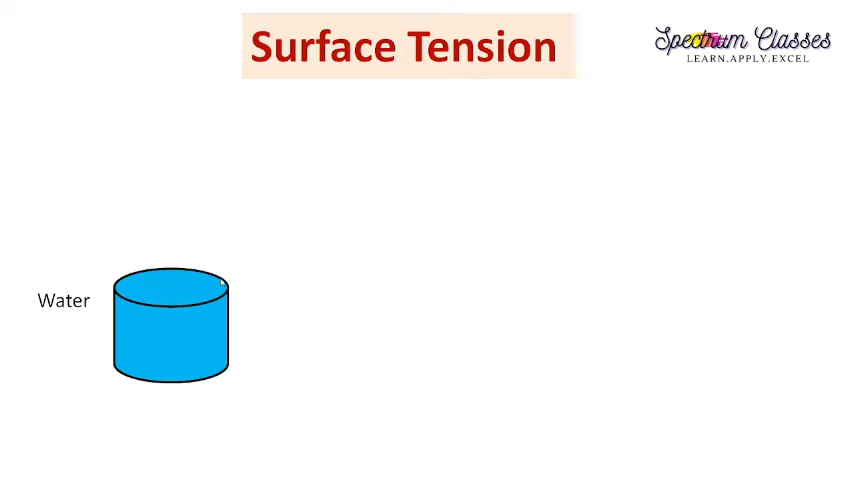 Surface Tension
Spectrum Classes
LEARN.APPLY.EXCEL
Water